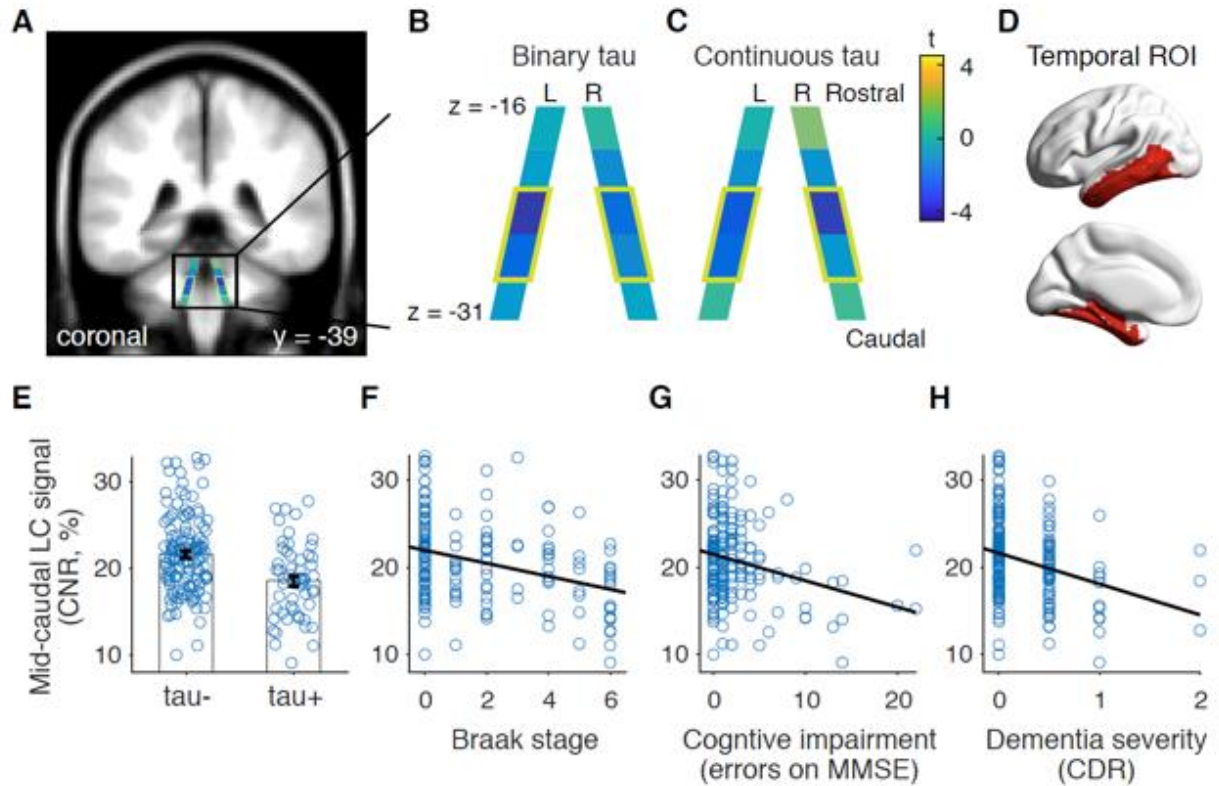 A
coronal
y = -39
B
Binary tau
L R
z = -16
z = -31
C
Continuous tau
L R Rostral
Caudal
t
4
0
-4
D
Temporal ROI
E
Mid-caudal LC signal
(CNR, %)
30
20
10
tau- tau+
F
30
20
10
0 2 4 6
Braak stage
G
30
20
10
0 10 20
Cogntive impairment
(errors on MMSE)
H
30
20
10
0 1 2
Dementia severity
(CDR)